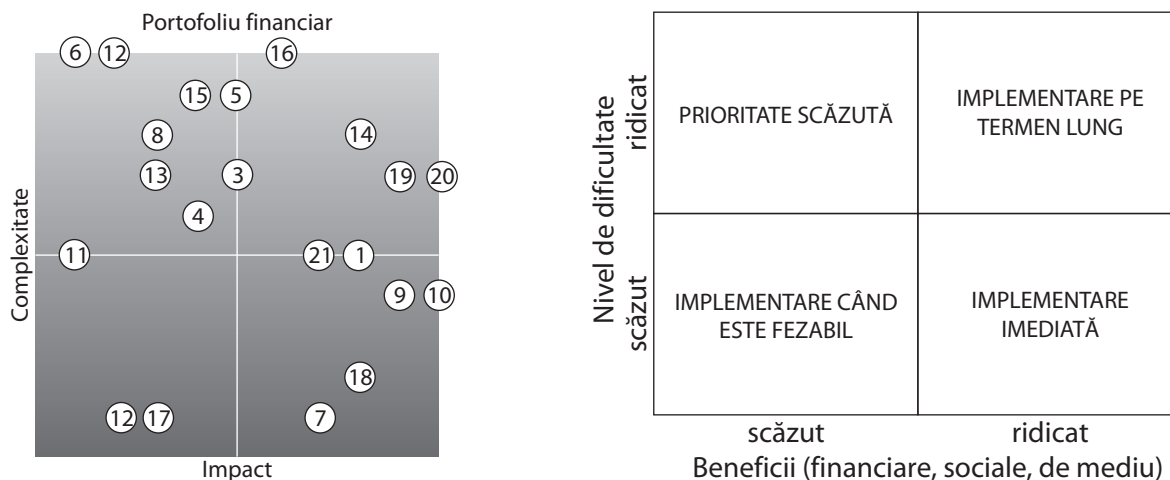 Portofoliu financiar
6 12 16
15 5
8 14
13 3 19 20
4
11 21 1
9 10
18
12 17 7
Complexitate
Impact
Nivel de dificultate
ridicat
scăzut
PRIORITATE SCĂZUTĂ
IMPLEMENTARE PE
TERMEN LUNG
IMPLEMENTARE CÂND
ESTE FEZABIL
IMPLEMENTARE
IMEDIATĂ
scăzut ridicat
Beneficii (financiare, sociale, de mediu)